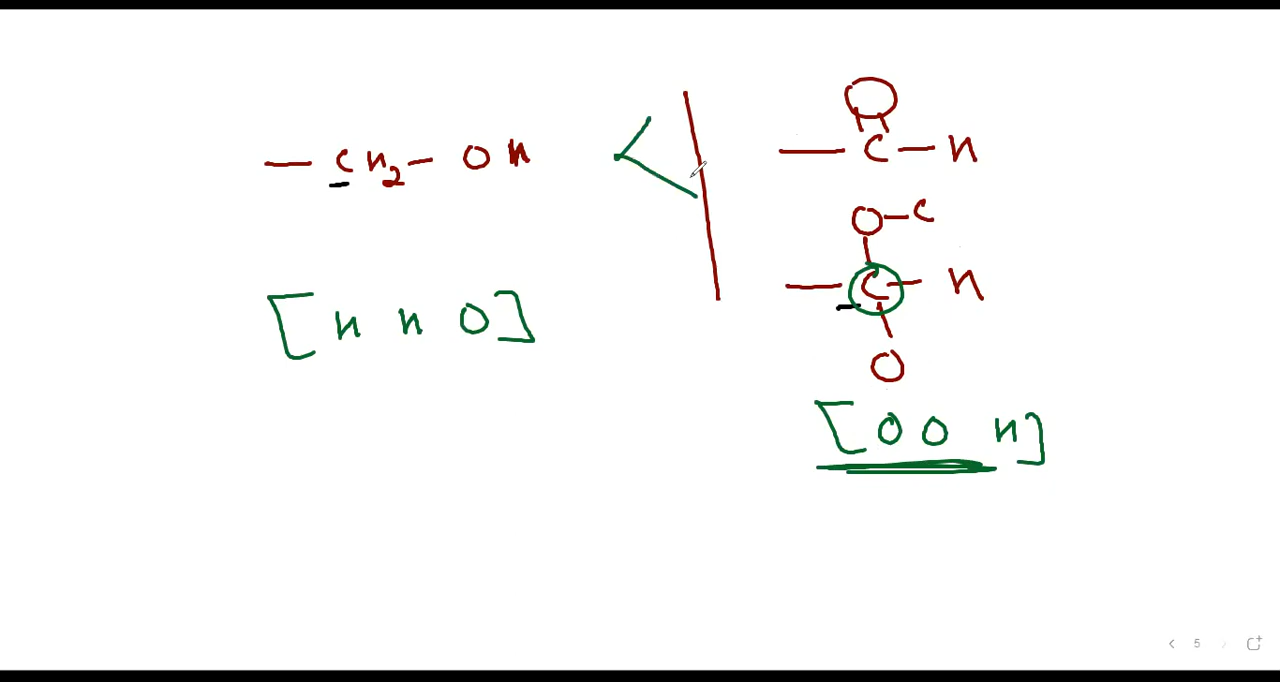 — CH2 — OH <
O
— C — H
O — C
— C — H
O
[H H O]
[O O H]
5